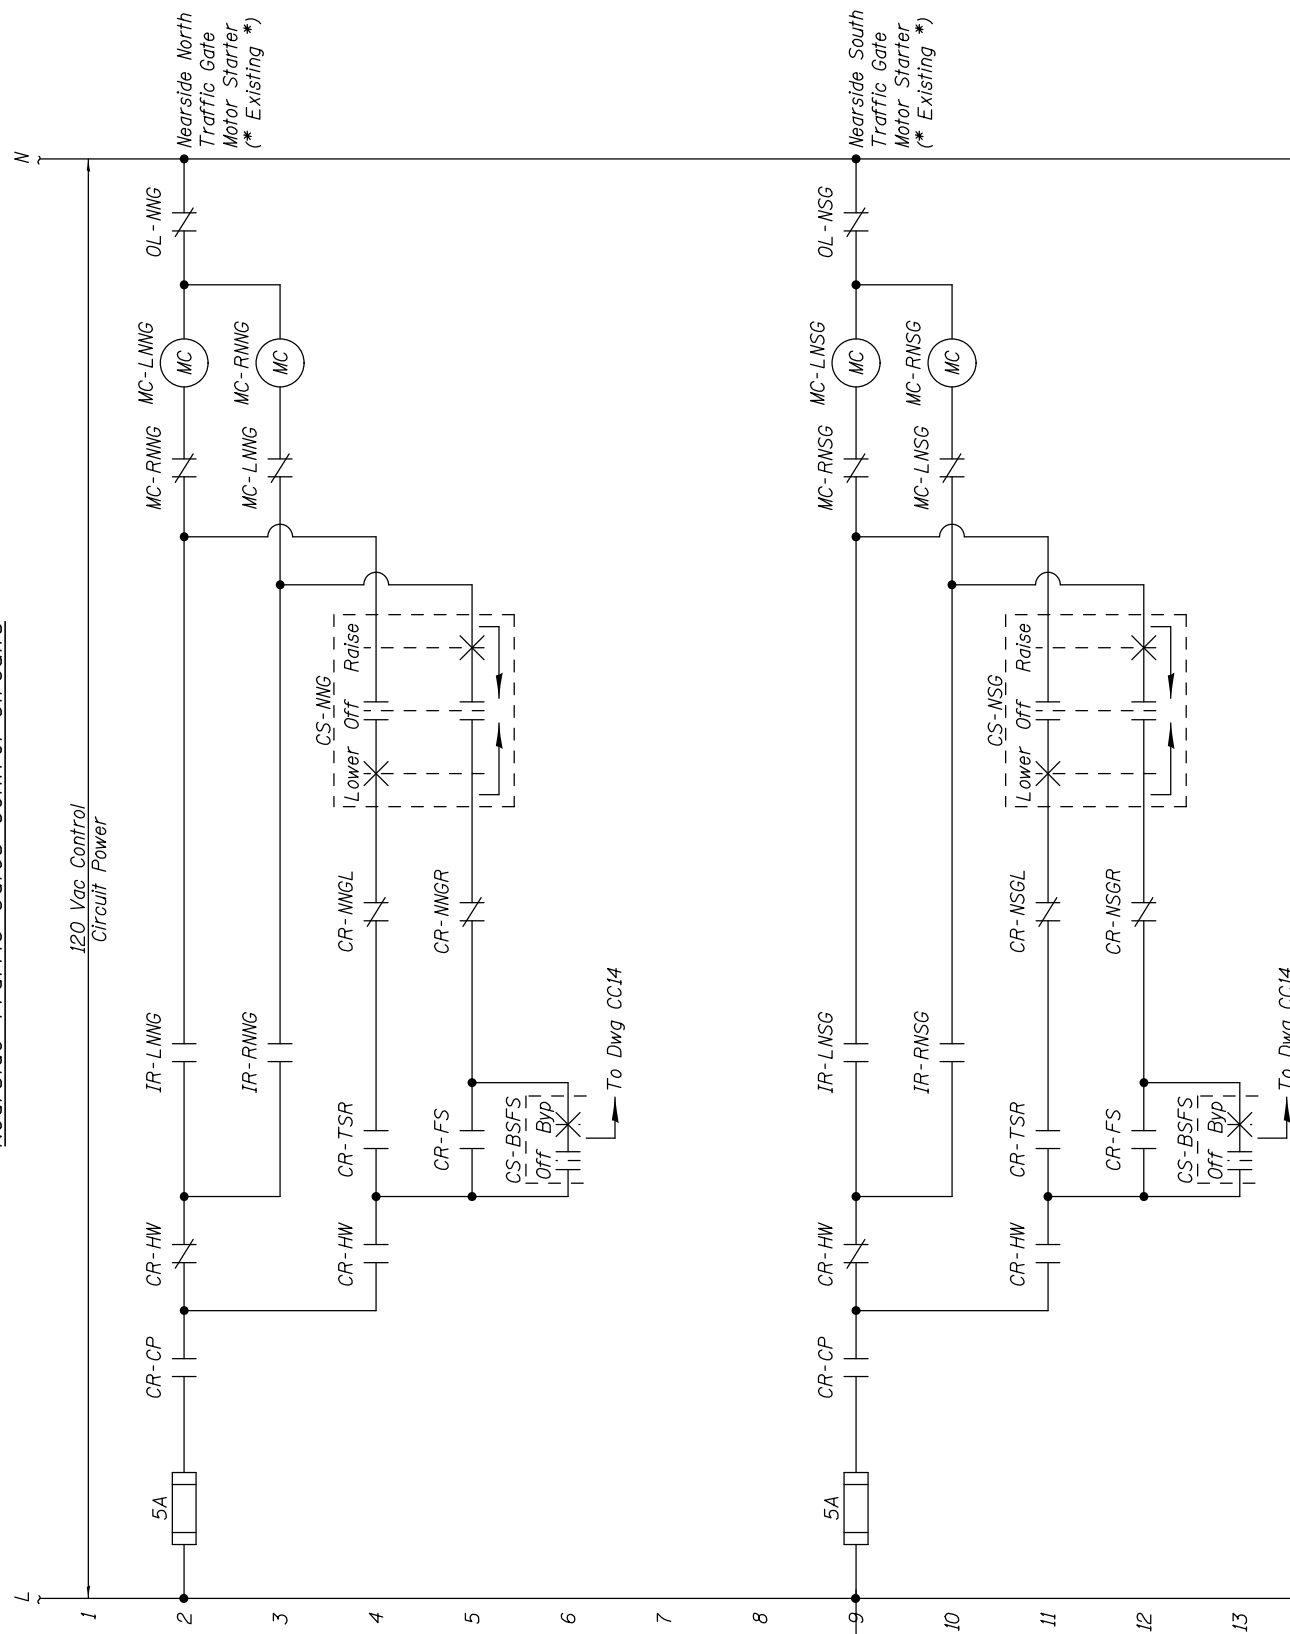 L
N
1
120 Vac Control
Circuit Power
2
5A
CR-CP
CR-HW
IR-LNNG
MC-RNNG
MC-LNNG
MC
OL-NNG
Nearside North
Traffic Gate
Motor Starter
(* Existing *)
3
IR-RNNG
MC-LNNG
MC-RNNG
MC
4
CR-HW
CR-TSR
CR-NNGL
CS-NNG
Lower Off Raise
5
CR-FS
CR-NNGR
6
CS-BSFS
Off Byp
To Dwg CC14
7
8
9
5A
CR-CP
CR-HW
IR-LNSG
MC-RNSG
MC-LNSG
MC
OL-NSG
Nearside South
Traffic Gate
Motor Starter
(* Existing *)
10
IR-RNSG
MC-LNSG
MC-RNSG
MC
11
CR-HW
CR-TSR
CR-NSGL
CS-NSG
Lower Off Raise
12
CR-FS
CR-NSGR
13
CS-BSFS
Off Byp
To Dwg CC14